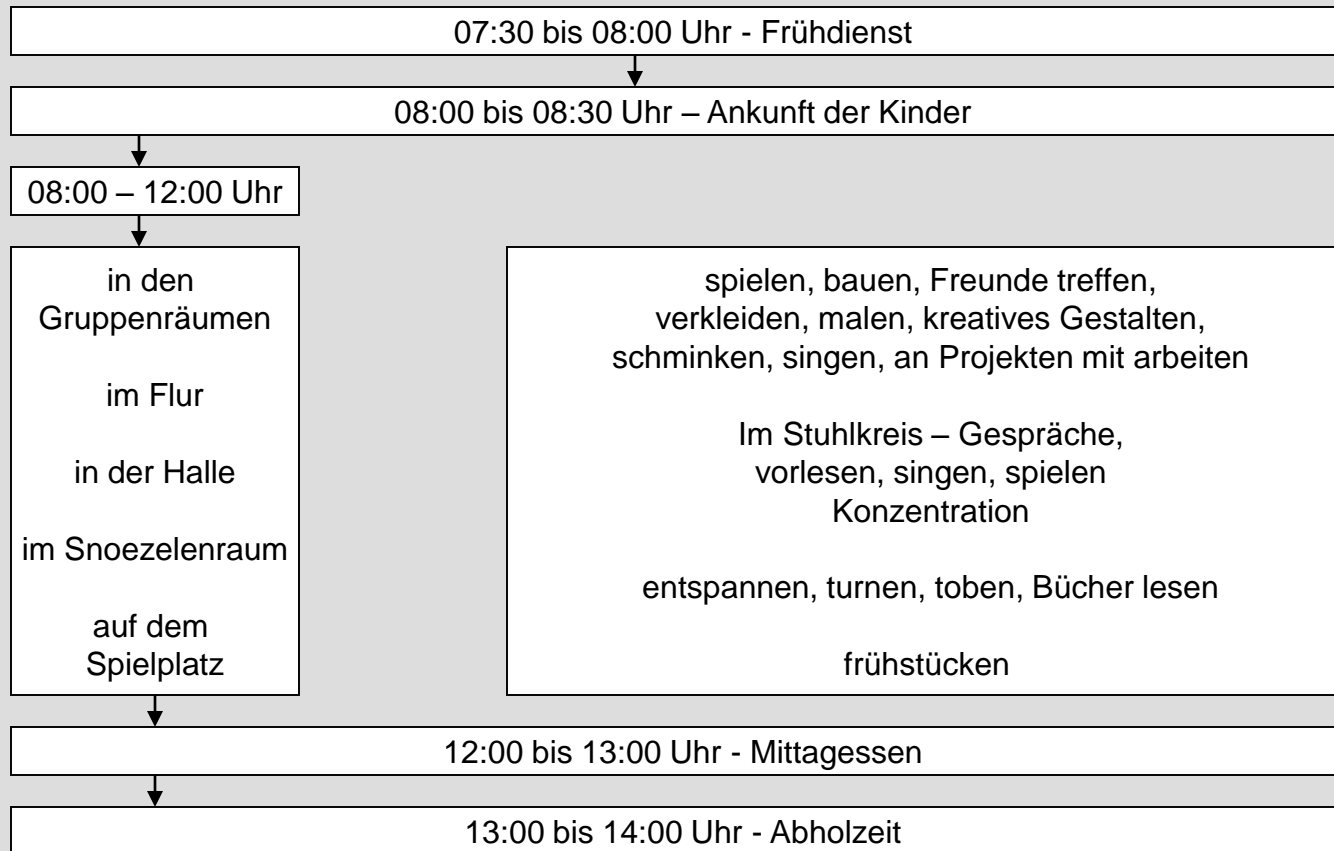 07:30 bis 08:00 Uhr - Frühdienst
08:00 bis 08:30 Uhr – Ankunft der Kinder
08:00 – 12:00 Uhr
in den
Gruppenräumen
im Flur
in der Halle
im Snoezelenraum
auf dem
Spielplatz
spielen, bauen, Freunde treffen,
verkleiden, malen, kreatives Gestalten,
schminken, singen, an Projekten mit arbeiten
Im Stuhlkreis – Gespräche,
vorlesen, singen, spielen
Konzentration
entspannen, turnen, toben, Bücher lesen
frühstücken
12:00 bis 13:00 Uhr - Mittagessen
13:00 bis 14:00 Uhr - Abholzeit